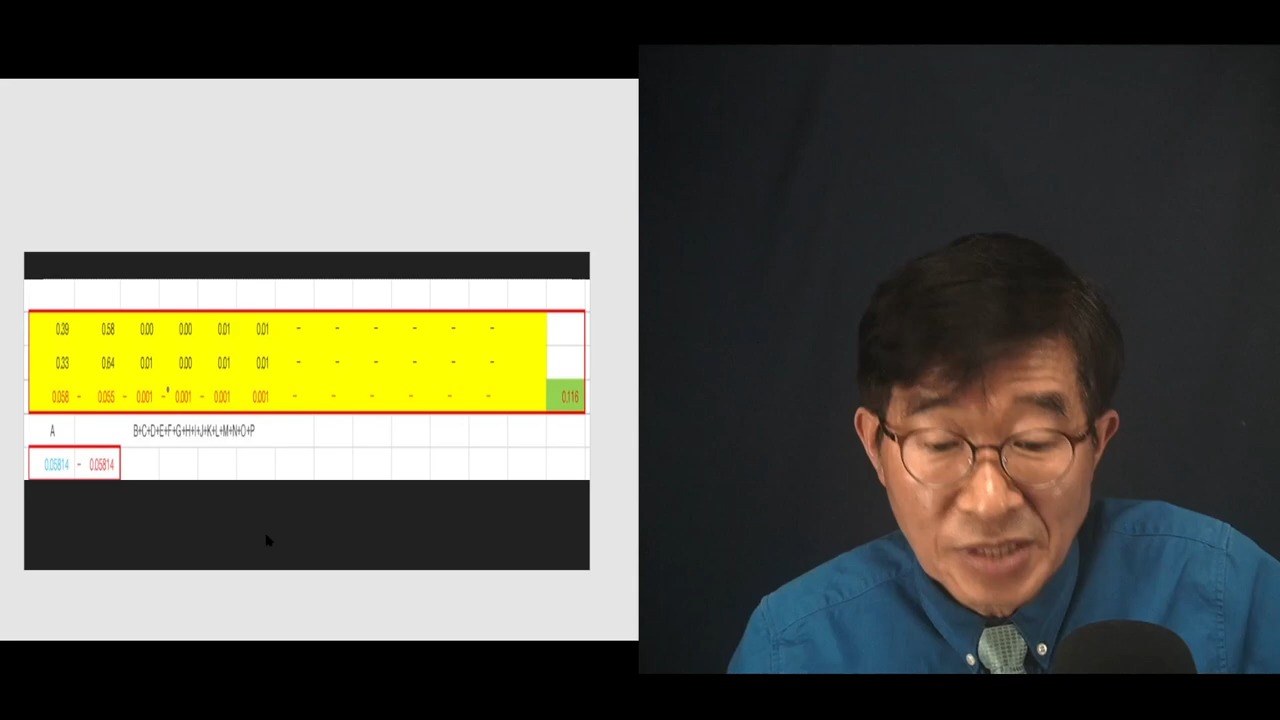 0.39 0.58 0.00 0.00 0.01 0.01 - - - - - -
0.33 0.64 0.01 0.00 0.01 0.01 - - - - - -
0.058 - 0.055 - 0.001 - 0.001 - 0.001 0.001 - - - - - - 0.116
A B+C+D+E+F+G+H+I+J+K+L+M+N+O+P
0.05814 - 0.05814